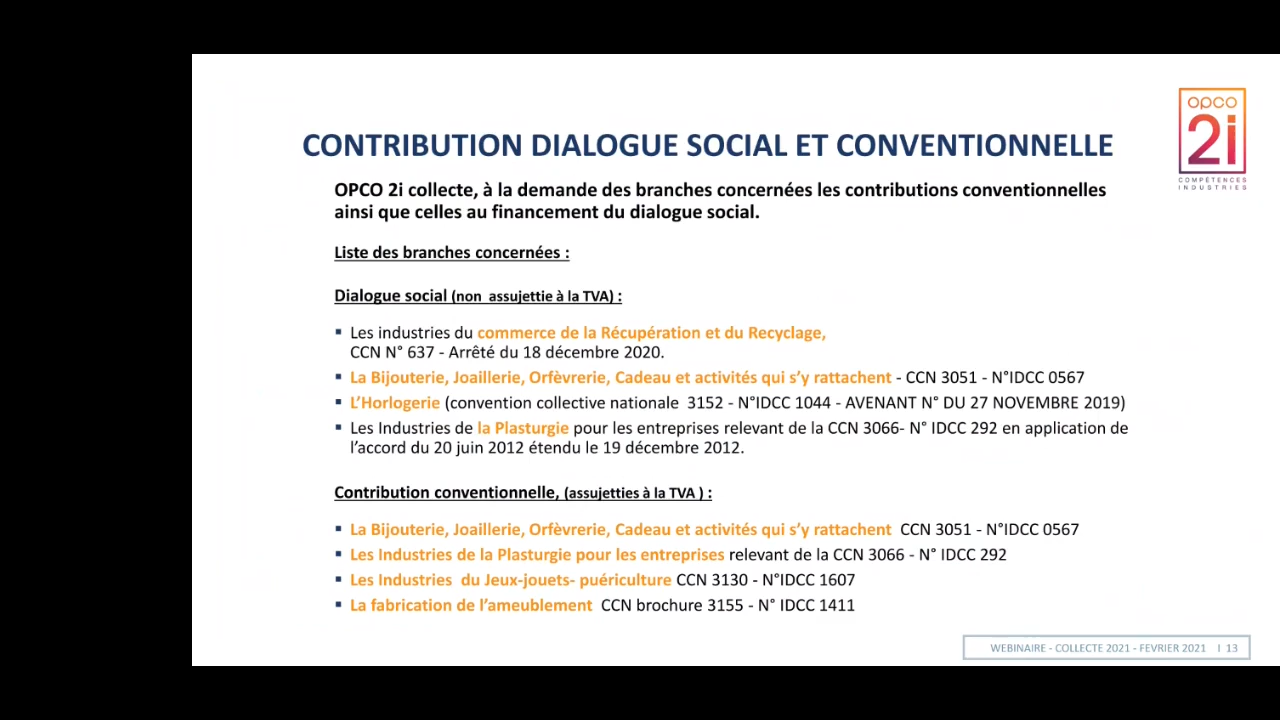 opco
2i
COMPÉTENCES
INDUSTRIES
CONTRIBUTION DIALOGUE SOCIAL ET CONVENTIONNELLE
OPCO 2i collecte, à la demande des branches concernées les contributions conventionnelles
ainsi que celles au financement du dialogue social.
Liste des branches concernées :
Dialogue social (non assujettie à la TVA) :
▪ Les industries du commerce de la Récupération et du Recyclage,
CCN N° 637 - Arrêté du 18 décembre 2020.
▪ La Bijouterie, Joaillerie, Orfèvrerie, Cadeau et activités qui s'y rattachent - CCN 3051 - N°IDCC 0567
▪ L'Horlogerie (convention collective nationale 3152 - N°IDCC 1044 - AVENANT N° DU 27 NOVEMBRE 2019)
▪ Les Industries de la Plasturgie pour les entreprises relevant de la CCN 3066- N° IDCC 292 en application de
l'accord du 20 juin 2012 étendu le 19 décembre 2012.
Contribution conventionnelle, (assujetties à la TVA ) :
▪ La Bijouterie, Joaillerie, Orfèvrerie, Cadeau et activités qui s'y rattachent CCN 3051 - N°IDCC 0567
▪ Les Industries de la Plasturgie pour les entreprises relevant de la CCN 3066 - N° IDCC 292
▪ Les Industries du Jeux-jouets- puériculture CCN 3130 - N°IDCC 1607
▪ La fabrication de l'ameublement CCN brochure 3155 - N° IDCC 1411
WEBINAIRE - COLLECTE 2021 - FEVRIER 2021 I 13